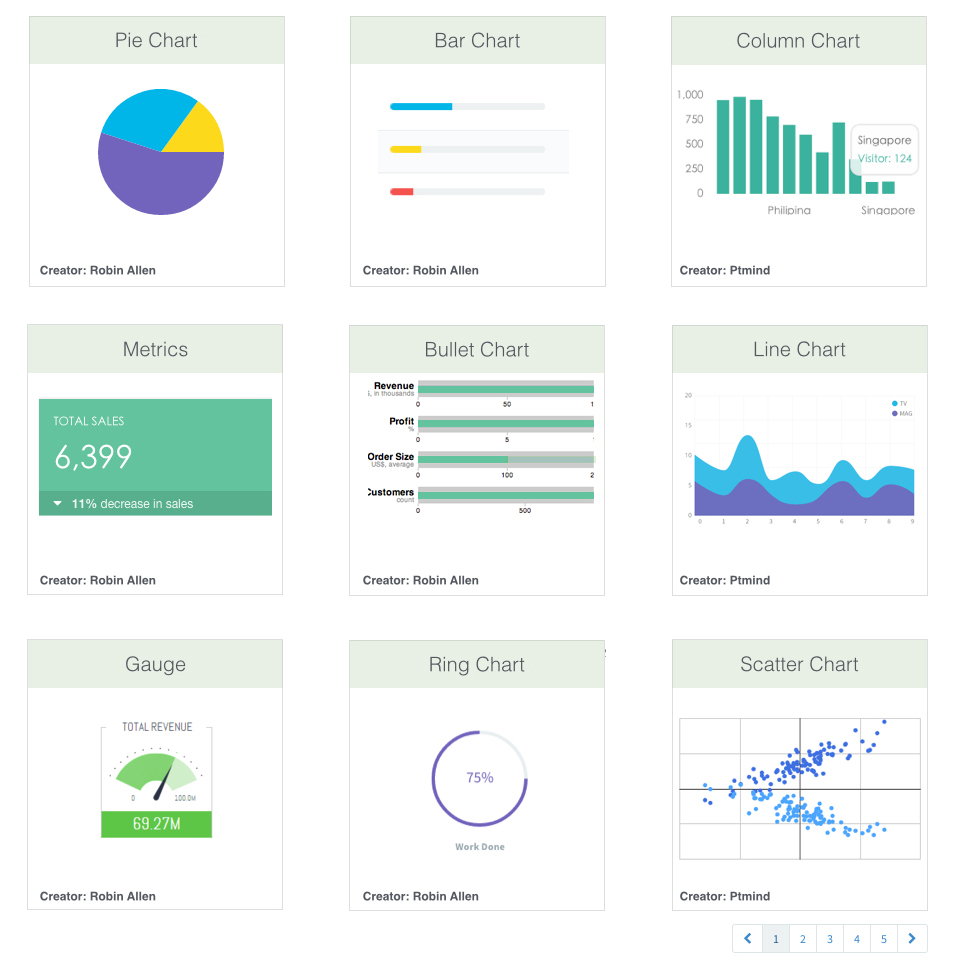 Pie Chart
Creator: Robin Allen
Bar Chart
Creator: Robin Allen
Column Chart
1,000
750
500
250
0
Singapore
Visitor: 124
Philipina
Singapore
Creator: Ptmind
Metrics
TOTAL SALES
6,399
11% decrease in sales
Creator: Robin Allen
Bullet Chart
Revenue
$, in thousands
0 50 1
Profit
%
0 5
Order Size
US$, average
0 100 2
Customers
count
0 500
Creator: Robin Allen
Line Chart
20
15
10
5
0
TV
MAG
0 1 2 3 4 5 6 7 8 9
Creator: Ptmind
Gauge
TOTAL REVENUE
0 100.0M
69.27M
Creator: Robin Allen
Ring Chart
75%
Work Done
Creator: Robin Allen
Scatter Chart
Creator: Ptmind
1 2 3 4 5